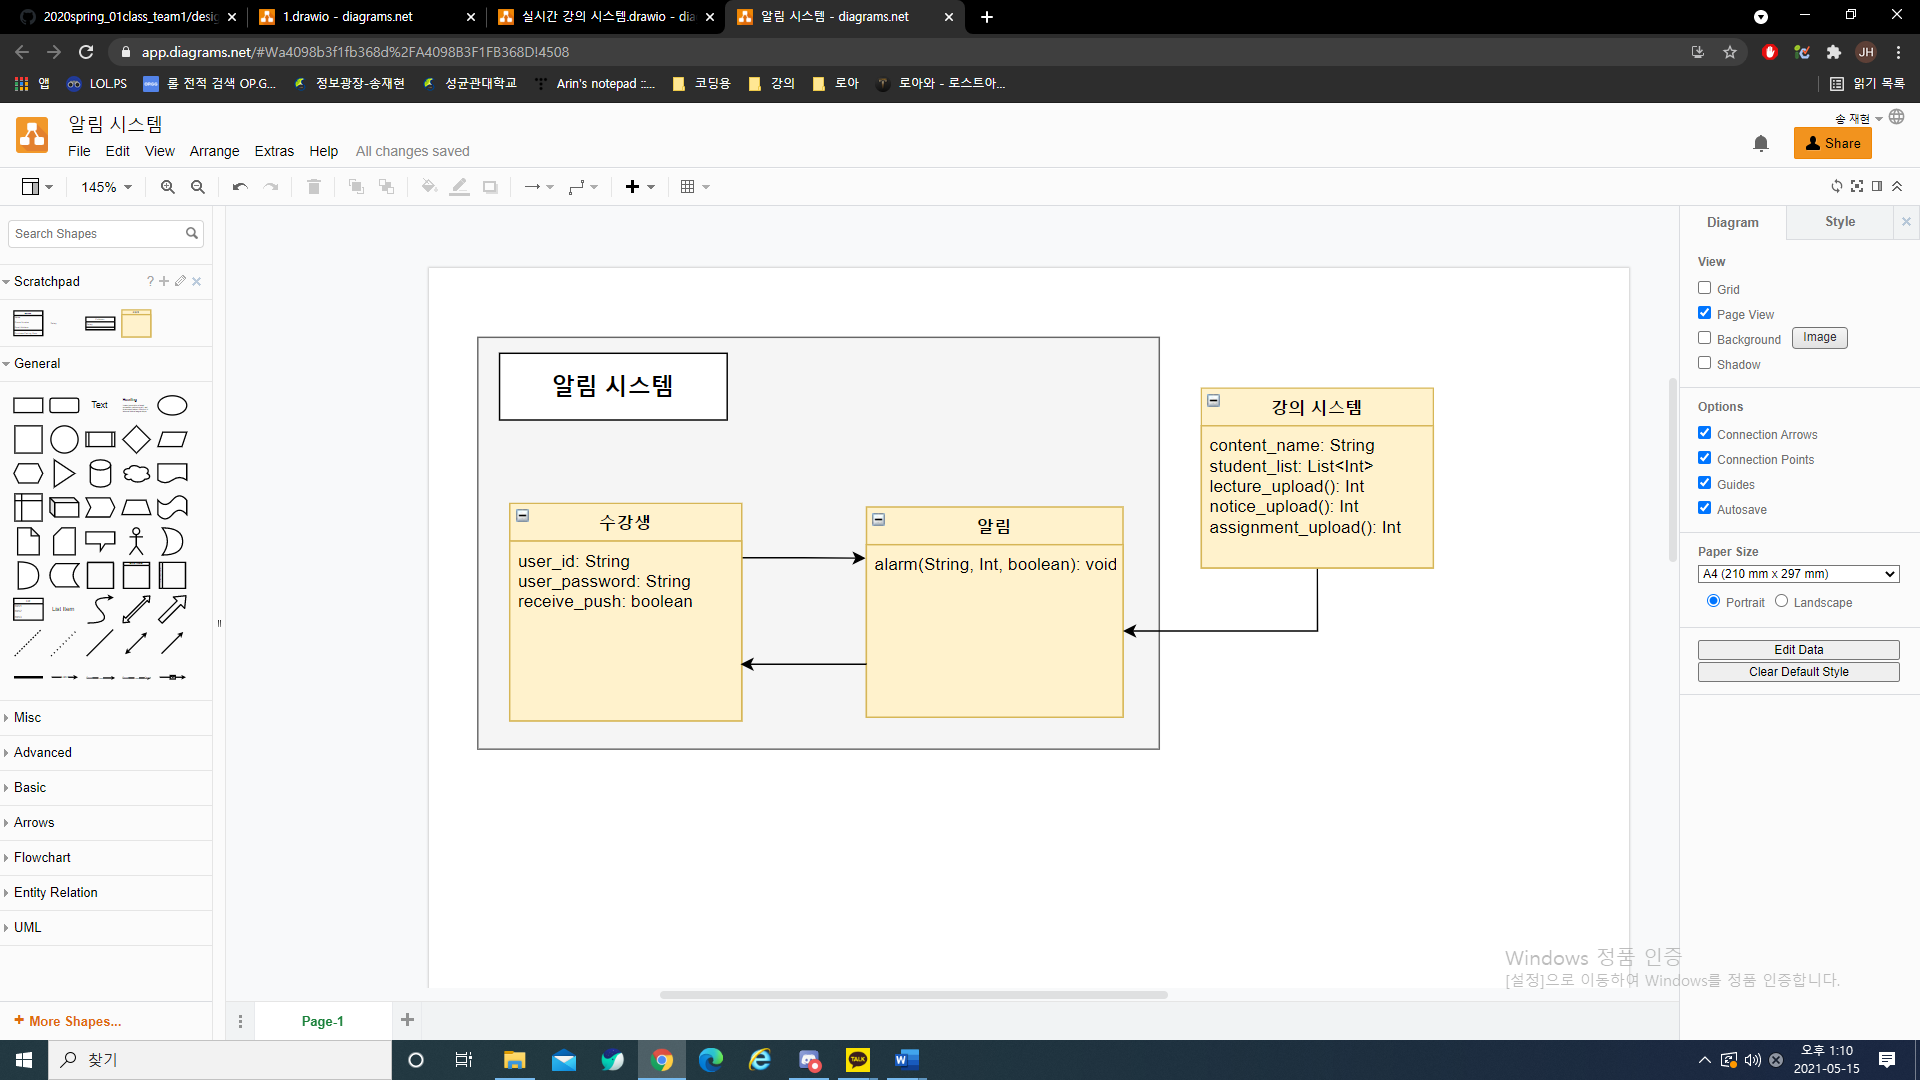 2020spring_01class_team1/desig
1.drawio - diagrams.net
실시간 강의 시스템.drawio - dia
알림 시스템 - diagrams.net
app.diagrams.net/#Wa4098b3f1fb368d%2FA4098B3F1FB368D!4508
JH
앱
LOL.PS
롤 전적 검색 OP.G...
정보광장-송재현
성균관대학교
Arin's notepad ::...
코딩용
강의
로아
로아와 - 로스트아...
읽기 목록
알림 시스템
송 재현
File Edit View Arrange Extras Help All changes saved
Share
145%
Search Shapes
Scratchpad
?
General
Text
Heading
List Item
Misc
Advanced
Basic
Arrows
Flowchart
Entity Relation
UML
+ More Shapes...
알림 시스템
수강생
user_id: String
user_password: String
receive_push: boolean
알림
alarm(String, Int, boolean): void
강의 시스템
content_name: String
student_list: List<Int>
lecture_upload(): Int
notice_upload(): Int
assignment_upload(): Int
Diagram
Style
View
Grid
Page View
Background
Image
Shadow
Options
Connection Arrows
Connection Points
Guides
Autosave
Paper Size
A4 (210 mm x 297 mm)
Portrait
Landscape
Edit Data
Clear Default Style
Windows 정품 인증
[설정]으로 이동하여 Windows를 정품 인증합니다.
Page-1
찾기
TALK
오후 1:10
2021-05-15